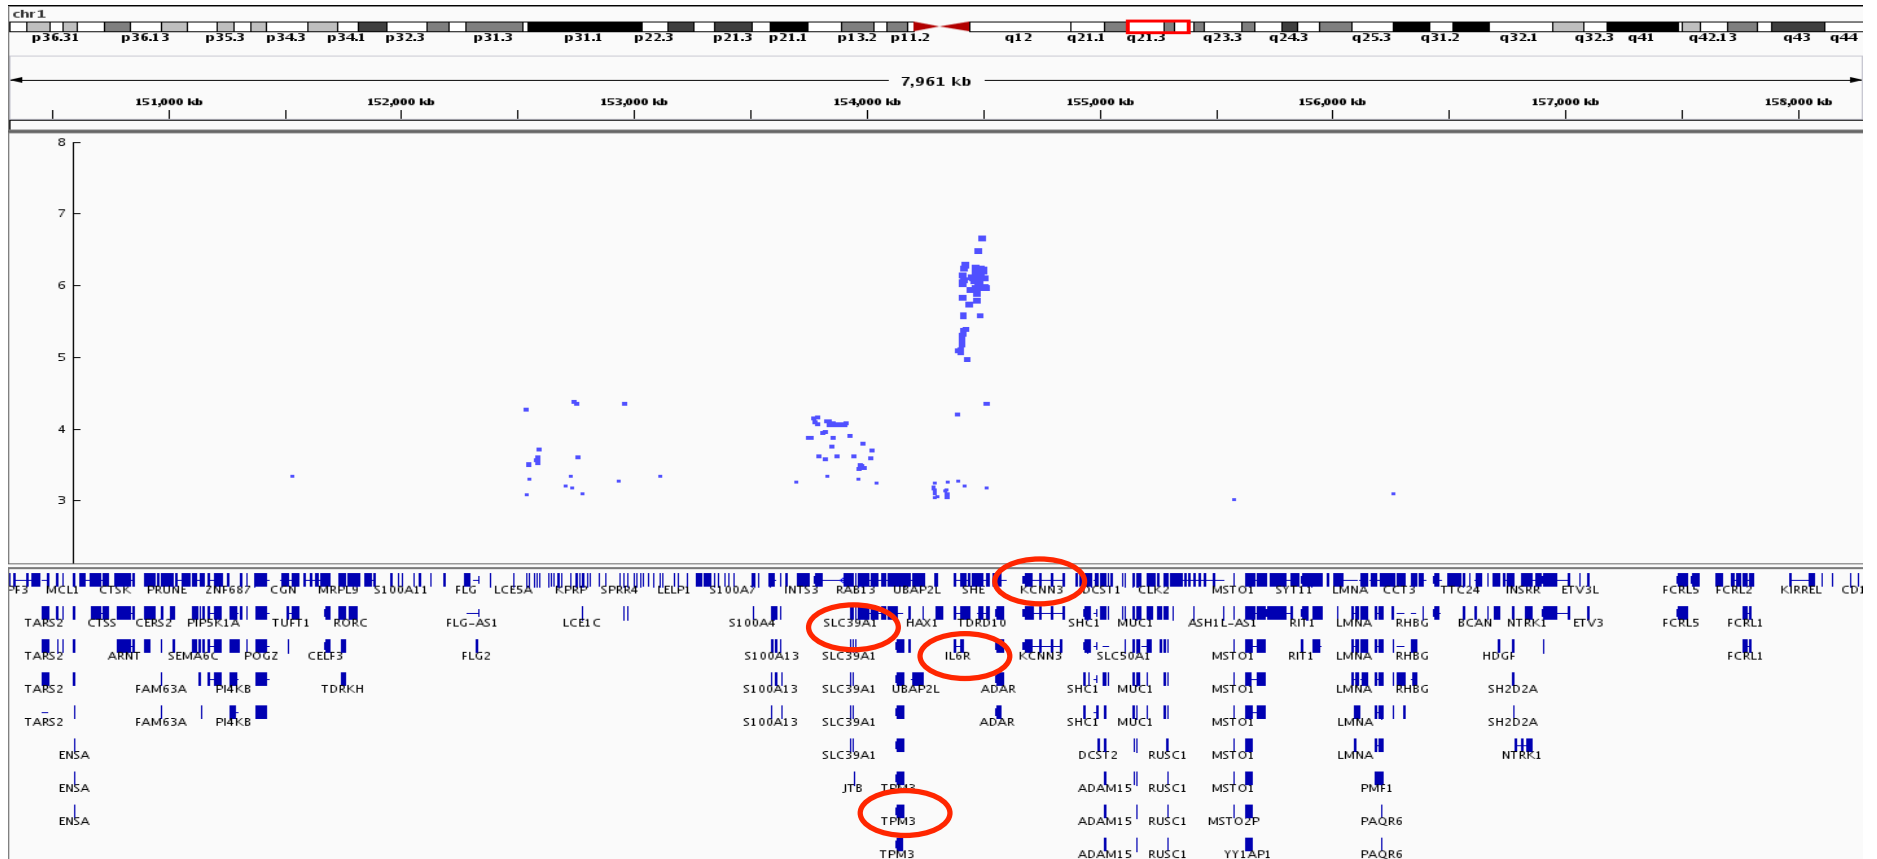 chr1
p36.31 p36.13 p35.3 p34.3 p34.1 p32.3 p31.3 p31.1 p22.3 p21.3 p21.1 p13.2 p11.2 q12 q21.1 q21.3 q23.3 q24.3 q25.3 q31.2 q32.1 q32.3 q41 q42.13 q43 q44
7,961 kb
151,000 kb 152,000 kb 153,000 kb 154,000 kb 155,000 kb 156,000 kb 157,000 kb 158,000 kb
8
7
6
5
4
3
MCL1 CTSK PRUNE ZNF687 CGN MRPL9 S100A11 FLG LCE5A KPRP SPRR4 LELP1 S100A7 INTS3 RAB13 UBAP2L SHE KCNN3 DCST1 CLK2 MSTO1 SYT11 LMNA CCT3 TTC24 INSRR ETV3L FCRL5 FCRL2 KIRREL
TARS2 CTSS CERS2 PIP5K1A TUFT1 RORC FLG-AS1 LCE1C S100A4 SLC39A1 HAX1 TDRD10 SHC1 MUC1 ASH1L-AS1 RIT1 LMNA RHBG BCAN NTRK1 ETV3 FCRL5 FCRL1
TARS2 ARNT SEMA6C POGZ CELF3 FLG2 S100A13 SLC39A1 IL6R KCNN3 SLC50A1 MSTO1 RIT1 LMNA RHBG HDGF FCRL1
TARS2 FAM63A PI4KB TDRKH S100A13 SLC39A1 UBAP2L ADAR SHC1 MUC1 MSTO1 LMNA RHBG SH2D2A
TARS2 FAM63A PI4KB S100A13 SLC39A1 ADAR SHC1 MUC1 MSTO1 LMNA SH2D2A
ENSA SLC39A1 DCST2 RUSC1 MSTO1 LMNA NTRK1
ENSA JTB TPM3 ADAM15 RUSC1 MSTO1 PMF1
ENSA TPM3 ADAM15 RUSC1 MSTO2P PAQR6
TPM3 ADAM15 RUSC1 YY1AP1 PAQR6